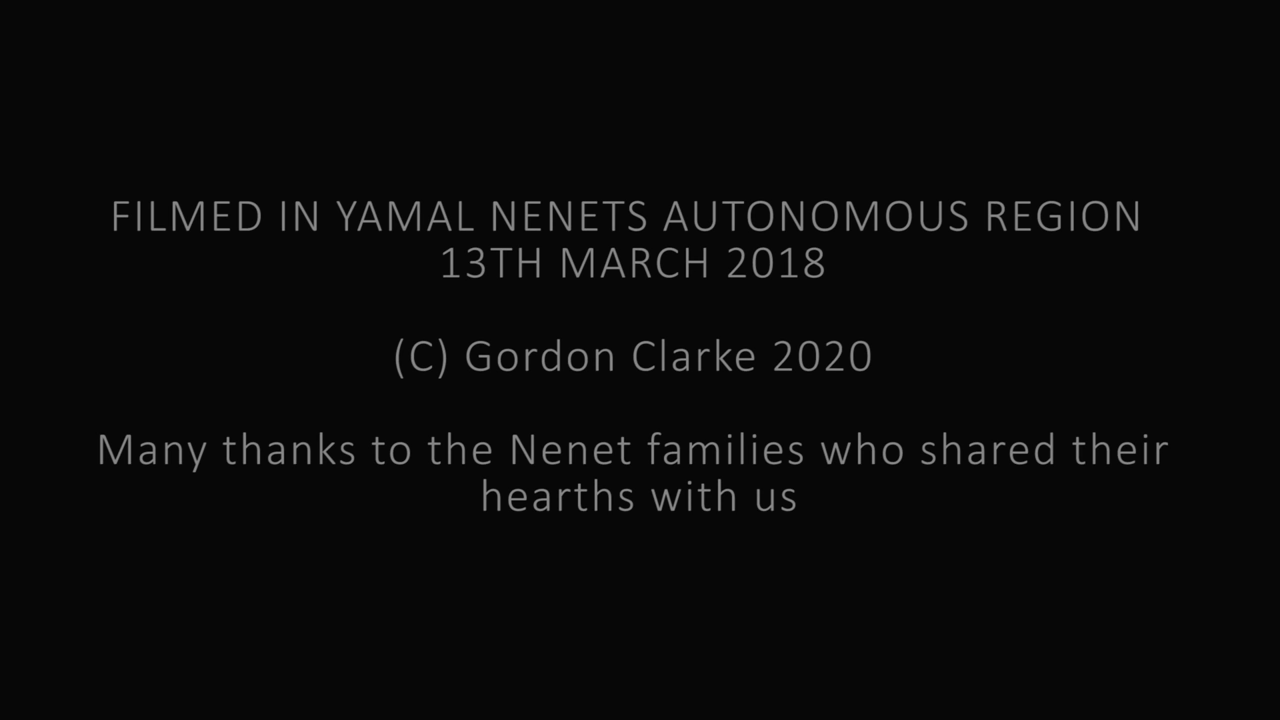 FILMED IN YAMAL NENETS AUTONOMOUS REGION
13TH MARCH 2018
(C) Gordon Clarke 2020
Many thanks to the Nenet families who shared their
hearths with us